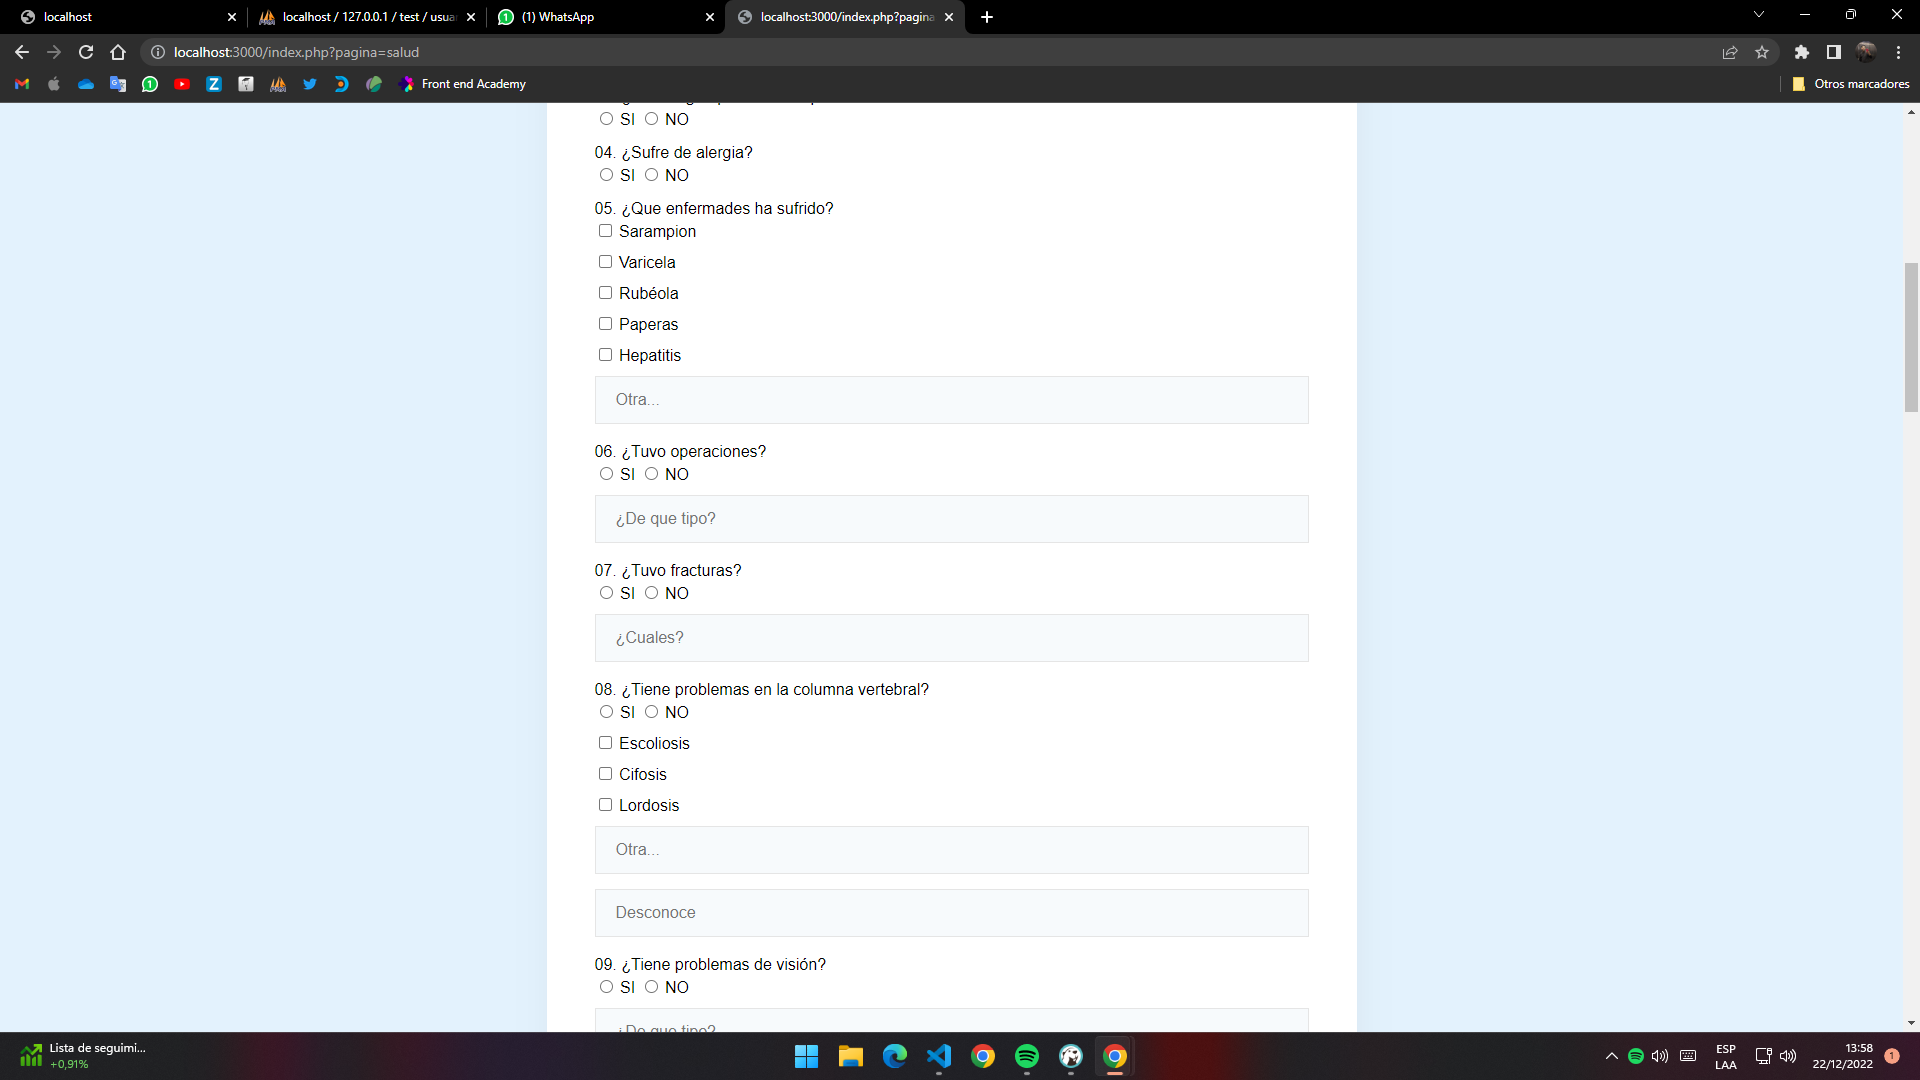 localhost
localhost / 127.0.0.1 / test / usua
(1) WhatsApp
localhost:3000/index.php?pagina
localhost:3000/index.php?pagina=salud
Front end Academy
Otros marcadores
SI NO
04. ¿Sufre de alergia?
SI NO
05. ¿Que enfermades ha sufrido?
Sarampion
Varicela
Rubéola
Paperas
Hepatitis
Otra...
06. ¿Tuvo operaciones?
SI NO
¿De que tipo?
07. ¿Tuvo fracturas?
SI NO
¿Cuales?
08. ¿Tiene problemas en la columna vertebral?
SI NO
Escoliosis
Cifosis
Lordosis
Otra...
Desconoce
09. ¿Tiene problemas de visión?
SI NO
¿De que tipo?
Lista de seguimi...
+0,91%
ESP
LAA
13:58
22/12/2022
1